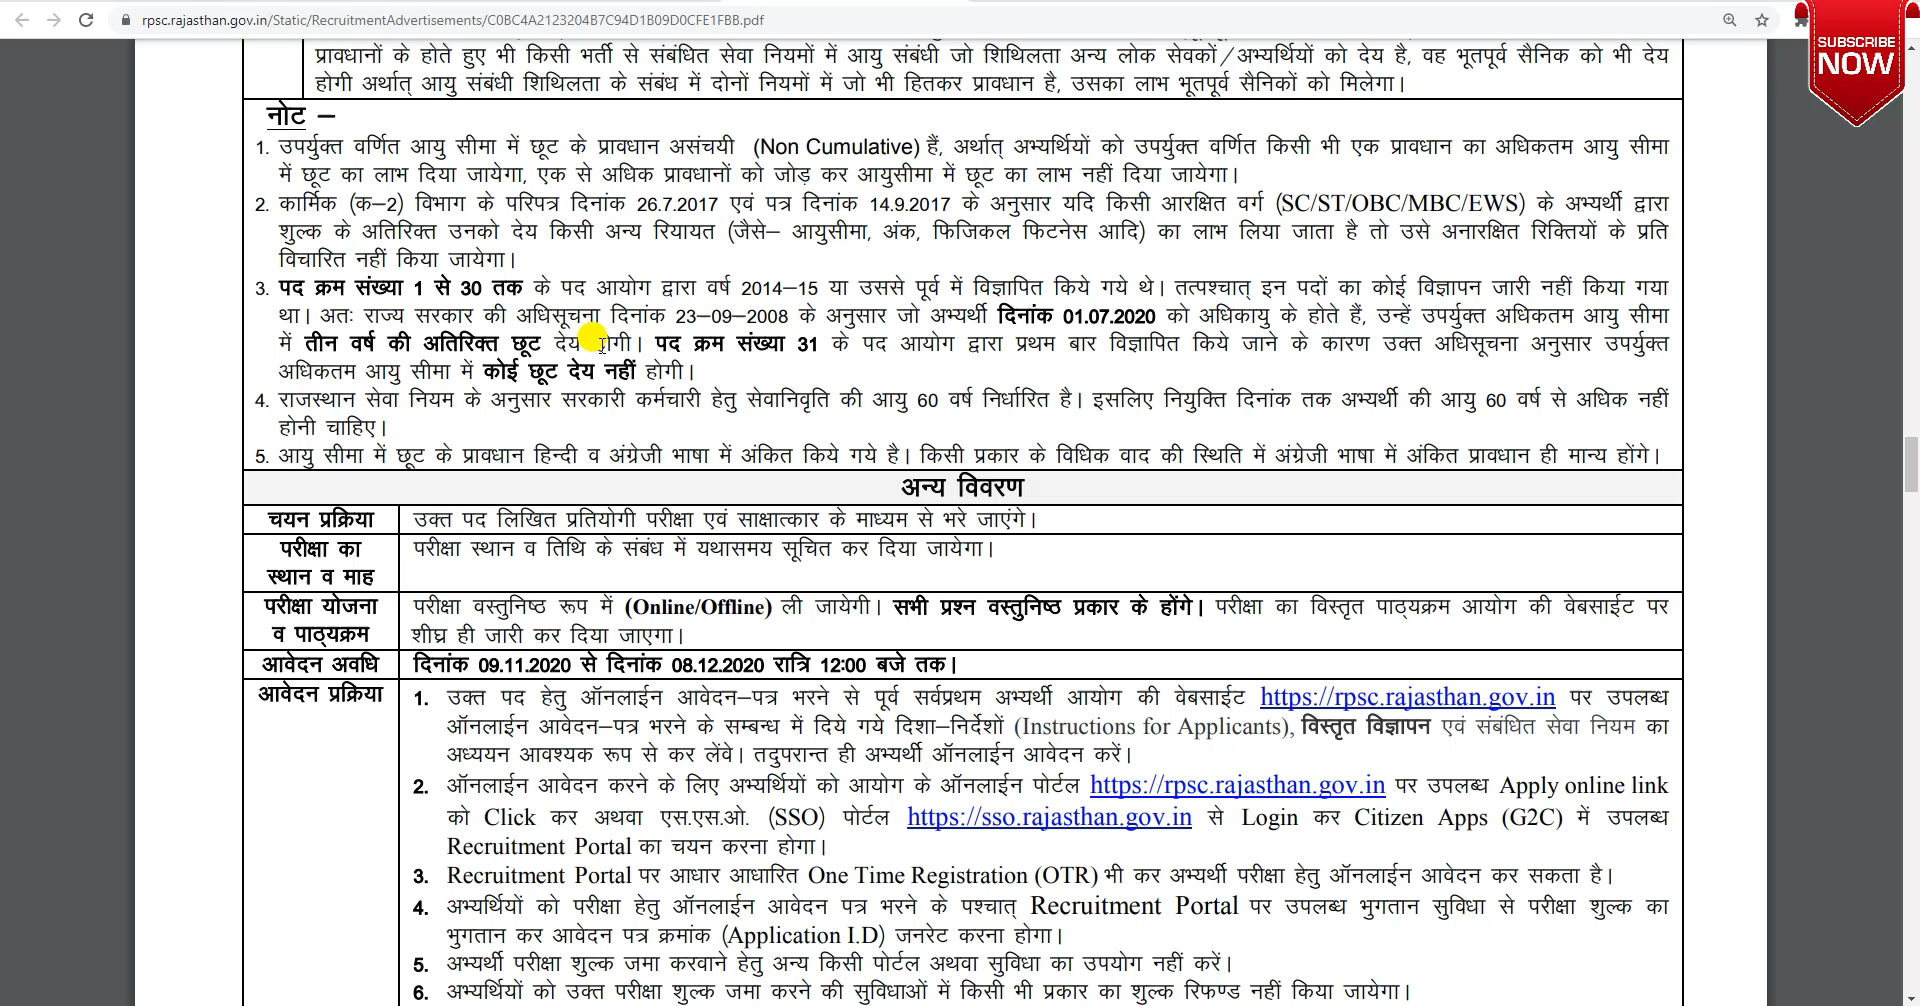 rpsc.rajasthan.gov.in/Static/RecruitmentAdvertisements/C0BC4A2123204B7C94D1B09D0CFE1FBB.pdf
SUBSCRIBE
NOW
प्रावधानों के होते हुए भी किसी भर्ती से संबंधित सेवा नियमों में आयु संबंधी जो शिथिलता अन्य लोक सेवकों/अभ्यर्थियों को देय है, वह भूतपूर्व सैनिक को भी देय
होगी अर्थात् आयु संबंधी शिथिलता के संबंध में दोनों नियमों में जो भी हितकर प्रावधान है, उसका लाभ भूतपूर्व सैनिकों को मिलेगा।
नोट –
1. उपर्युक्त वर्णित आयु सीमा में छूट के प्रावधान असंचयी (Non Cumulative) हैं, अर्थात् अभ्यर्थियों को उपर्युक्त वर्णित किसी भी एक प्रावधान का अधिकतम आयु सीमा
में छूट का लाभ दिया जायेगा, एक से अधिक प्रावधानों को जोड़ कर आयुसीमा में छूट का लाभ नहीं दिया जायेगा।
2. कार्मिक (क–2) विभाग के परिपत्र दिनांक 26.7.2017 एवं पत्र दिनांक 14.9.2017 के अनुसार यदि किसी आरक्षित वर्ग (SC/ST/OBC/MBC/EWS) के अभ्यर्थी द्वारा
शुल्क के अतिरिक्त उनको देय किसी अन्य रियायत (जैसे– आयुसीमा, अंक, फिजिकल फिटनेस आदि) का लाभ लिया जाता है तो उसे अनारक्षित रिक्तियों के प्रति
विचारित नहीं किया जायेगा।
3. पद क्रम संख्या 1 से 30 तक के पद आयोग द्वारा वर्ष 2014–15 या उससे पूर्व में विज्ञापित किये गये थे। तत्पश्चात् इन पदों का कोई विज्ञापन जारी नहीं किया गया
था। अतः राज्य सरकार की अधिसूचना दिनांक 23–09–2008 के अनुसार जो अभ्यर्थी दिनांक 01.07.2020 को अधिकायु के होते हैं, उन्हें उपर्युक्त अधिकतम आयु सीमा
में तीन वर्ष की अतिरिक्त छूट देय होगी। पद क्रम संख्या 31 के पद आयोग द्वारा प्रथम बार विज्ञापित किये जाने के कारण उक्त अधिसूचना अनुसार उपर्युक्त
अधिकतम आयु सीमा में कोई छूट देय नहीं होगी।
4. राजस्थान सेवा नियम के अनुसार सरकारी कर्मचारी हेतु सेवानिवृति की आयु 60 वर्ष निर्धारित है। इसलिए नियुक्ति दिनांक तक अभ्यर्थी की आयु 60 वर्ष से अधिक नहीं
होनी चाहिए।
5. आयु सीमा में छूट के प्रावधान हिन्दी व अंग्रेजी भाषा में अंकित किये गये है। किसी प्रकार के विधिक वाद की स्थिति में अंग्रेजी भाषा में अंकित प्रावधान ही मान्य होंगे।
अन्य विवरण
चयन प्रक्रिया उक्त पद लिखित प्रतियोगी परीक्षा एवं साक्षात्कार के माध्यम से भरे जाएंगे।
परीक्षा का परीक्षा स्थान व तिथि के संबंध में यथासमय सूचित कर दिया जायेगा।
स्थान व माह
परीक्षा योजना परीक्षा वस्तुनिष्ठ रूप में (Online/Offline) ली जायेगी। सभी प्रश्न वस्तुनिष्ठ प्रकार के होंगे। परीक्षा का विस्तृत पाठ्यक्रम आयोग की वेबसाईट पर
व पाठ्यक्रम शीघ्र ही जारी कर दिया जाएगा।
आवेदन अवधि दिनांक 09.11.2020 से दिनांक 08.12.2020 रात्रि 12:00 बजे तक।
आवेदन प्रक्रिया 1. उक्त पद हेतु ऑनलाईन आवेदन–पत्र भरने से पूर्व सर्वप्रथम अभ्यर्थी आयोग की वेबसाईट https://rpsc.rajasthan.gov.in पर उपलब्ध
ऑनलाईन आवेदन–पत्र भरने के सम्बन्ध में दिये गये दिशा–निर्देशों (Instructions for Applicants), विस्तृत विज्ञापन एवं संबंधित सेवा नियम का
अध्ययन आवश्यक रूप से कर लेंवे। तदुपरान्त ही अभ्यर्थी ऑनलाईन आवेदन करें।
2. ऑनलाईन आवेदन करने के लिए अभ्यर्थियों को आयोग के ऑनलाईन पोर्टल https://rpsc.rajasthan.gov.in पर उपलब्ध Apply online link
को Click कर अथवा एस.एस.ओ. (SSO) पोर्टल https://sso.rajasthan.gov.in से Login कर Citizen Apps (G2C) में उपलब्ध
Recruitment Portal का चयन करना होगा।
3. Recruitment Portal पर आधार आधारित One Time Registration (OTR) भी कर अभ्यर्थी परीक्षा हेतु ऑनलाईन आवेदन कर सकता है।
4. अभ्यर्थियों को परीक्षा हेतु ऑनलाईन आवेदन पत्र भरने के पश्चात् Recruitment Portal पर उपलब्ध भुगतान सुविधा से परीक्षा शुल्क का
भुगतान कर आवेदन पत्र क्रमांक (Application I.D) जनरेट करना होगा।
5. अभ्यर्थी परीक्षा शुल्क जमा करवाने हेतु अन्य किसी पोर्टल अथवा सुविधा का उपयोग नहीं करें।
6. अभ्यर्थियों को उक्त परीक्षा शुल्क जमा करने की सुविधाओं में किसी भी प्रकार का शुल्क रिफण्ड नहीं किया जायेगा।